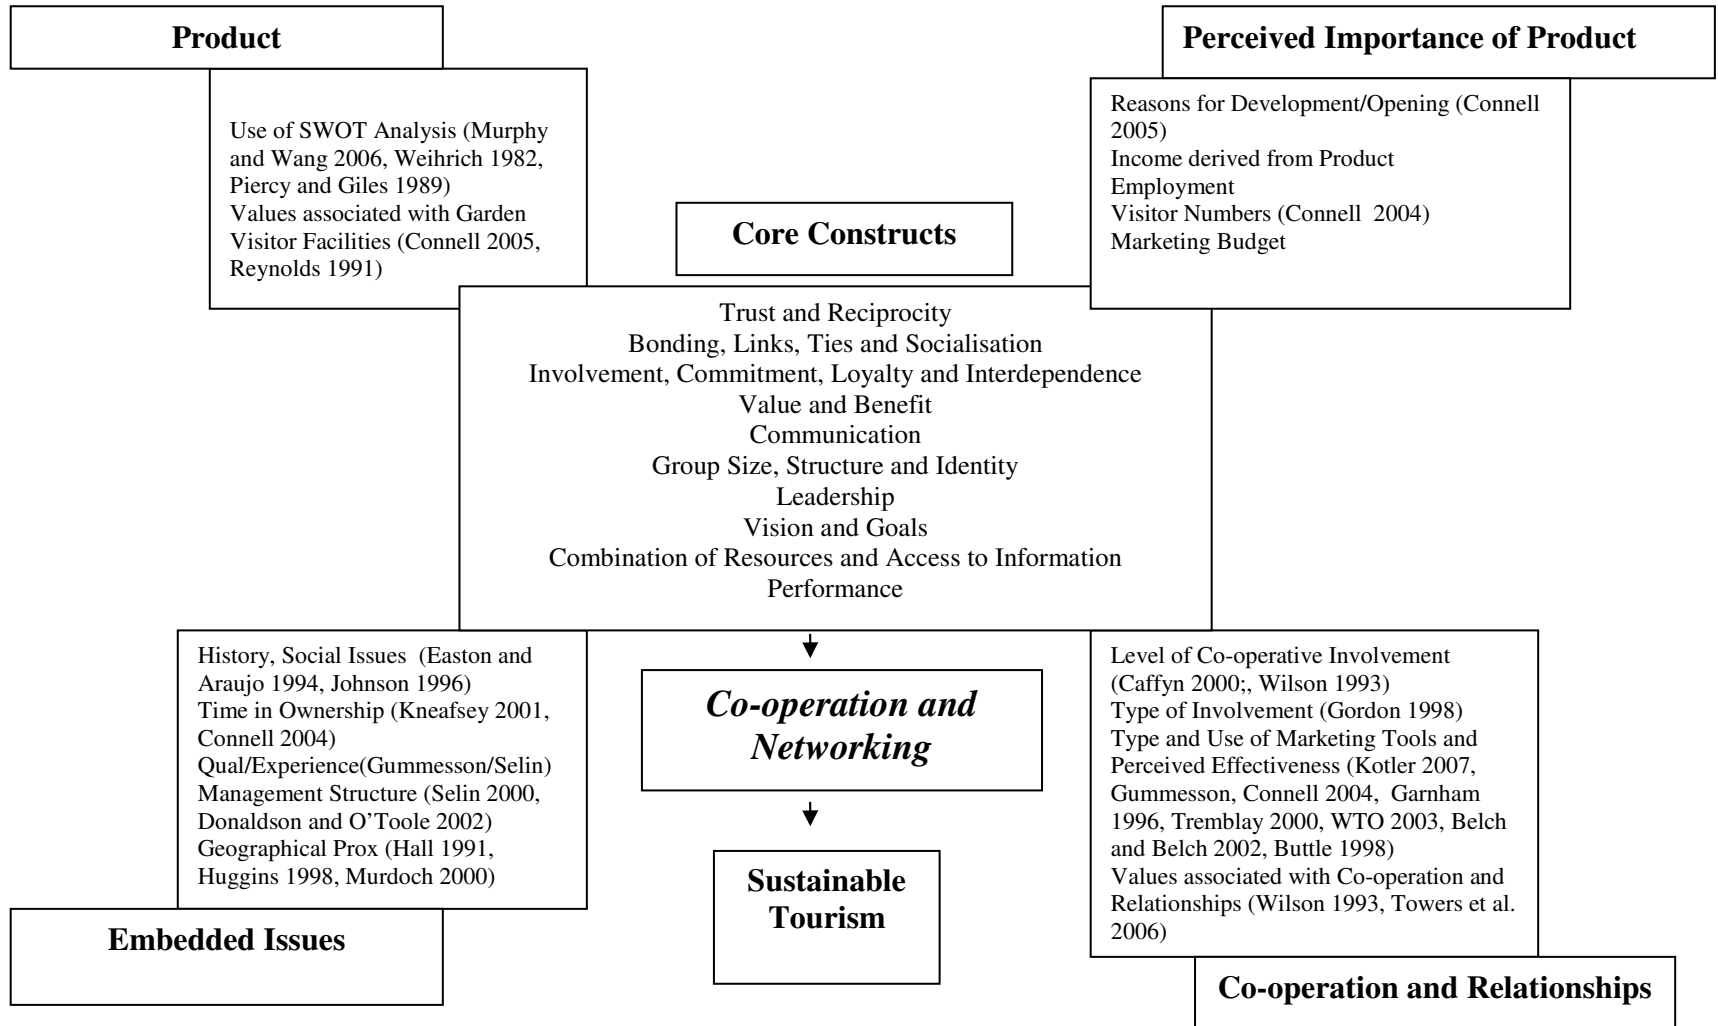 Product
Use of SWOT Analysis (Murphy
and Wang 2006, Weihrich 1982,
Piercy and Giles 1989)
Values associated with Garden
Visitor Facilities (Connell 2005,
Reynolds 1991)
Perceived Importance of Product
Reasons for Development/Opening (Connell
2005)
Income derived from Product
Employment
Visitor Numbers (Connell  2004)
Marketing Budget
Core Constructs
Trust and Reciprocity
Bonding, Links, Ties and Socialisation
Involvement, Commitment, Loyalty and Interdependence
Value and Benefit
Communication
Group Size, Structure and Identity
Leadership
Vision and Goals
Combination of Resources and Access to Information
Performance
History, Social Issues  (Easton and
Araujo 1994, Johnson 1996)
Time in Ownership (Kneafsey 2001,
Connell 2004)
Qual/Experience(Gummesson/Selin)
Management Structure (Selin 2000,
Donaldson and O'Toole 2002)
Geographical Prox (Hall 1991,
Huggins 1998, Murdoch 2000)
Embedded Issues
Co-operation and
Networking
Sustainable
Tourism
Level of Co-operative Involvement
(Caffyn 2000;, Wilson 1993)
Type of Involvement (Gordon 1998)
Type and Use of Marketing Tools and
Perceived Effectiveness (Kotler 2007,
Gummesson, Connell 2004,  Garnham
1996, Tremblay 2000, WTO 2003, Belch
and Belch 2002, Buttle 1998)
Values associated with Co-operation and
Relationships (Wilson 1993, Towers et al.
2006)
Co-operation and Relationships